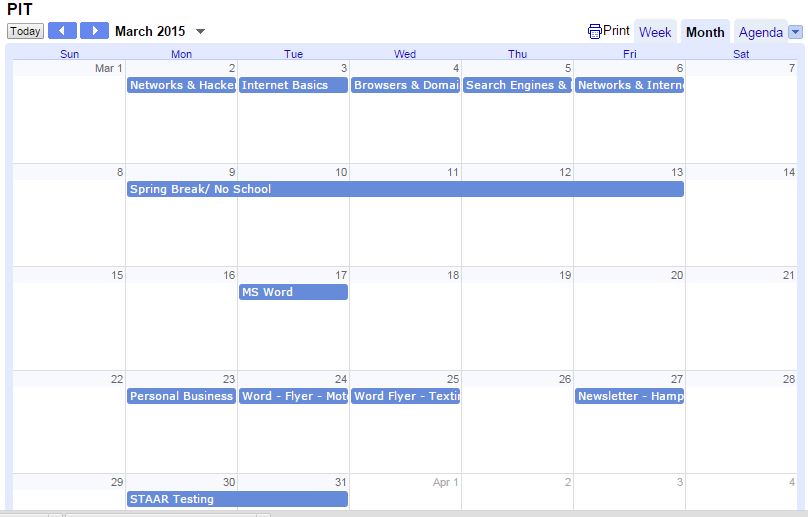 PIT
Today March 2015 Print Week Month Agenda
Sun Mon Tue Wed Thu Fri Sat
Mar 1 2 3 4 5 6 7
Networks & Hacker Internet Basics Browsers & Domai Search Engines & Networks & Interne
8 9 10 11 12 13 14
Spring Break/ No School
15 16 17 18 19 20 21
MS Word
22 23 24 25 26 27 28
Personal Business Word - Flyer - Mot Word Flyer - Textin Newsletter - Hamp
29 30 31 Apr 1 2 3 4
STAAR Testing